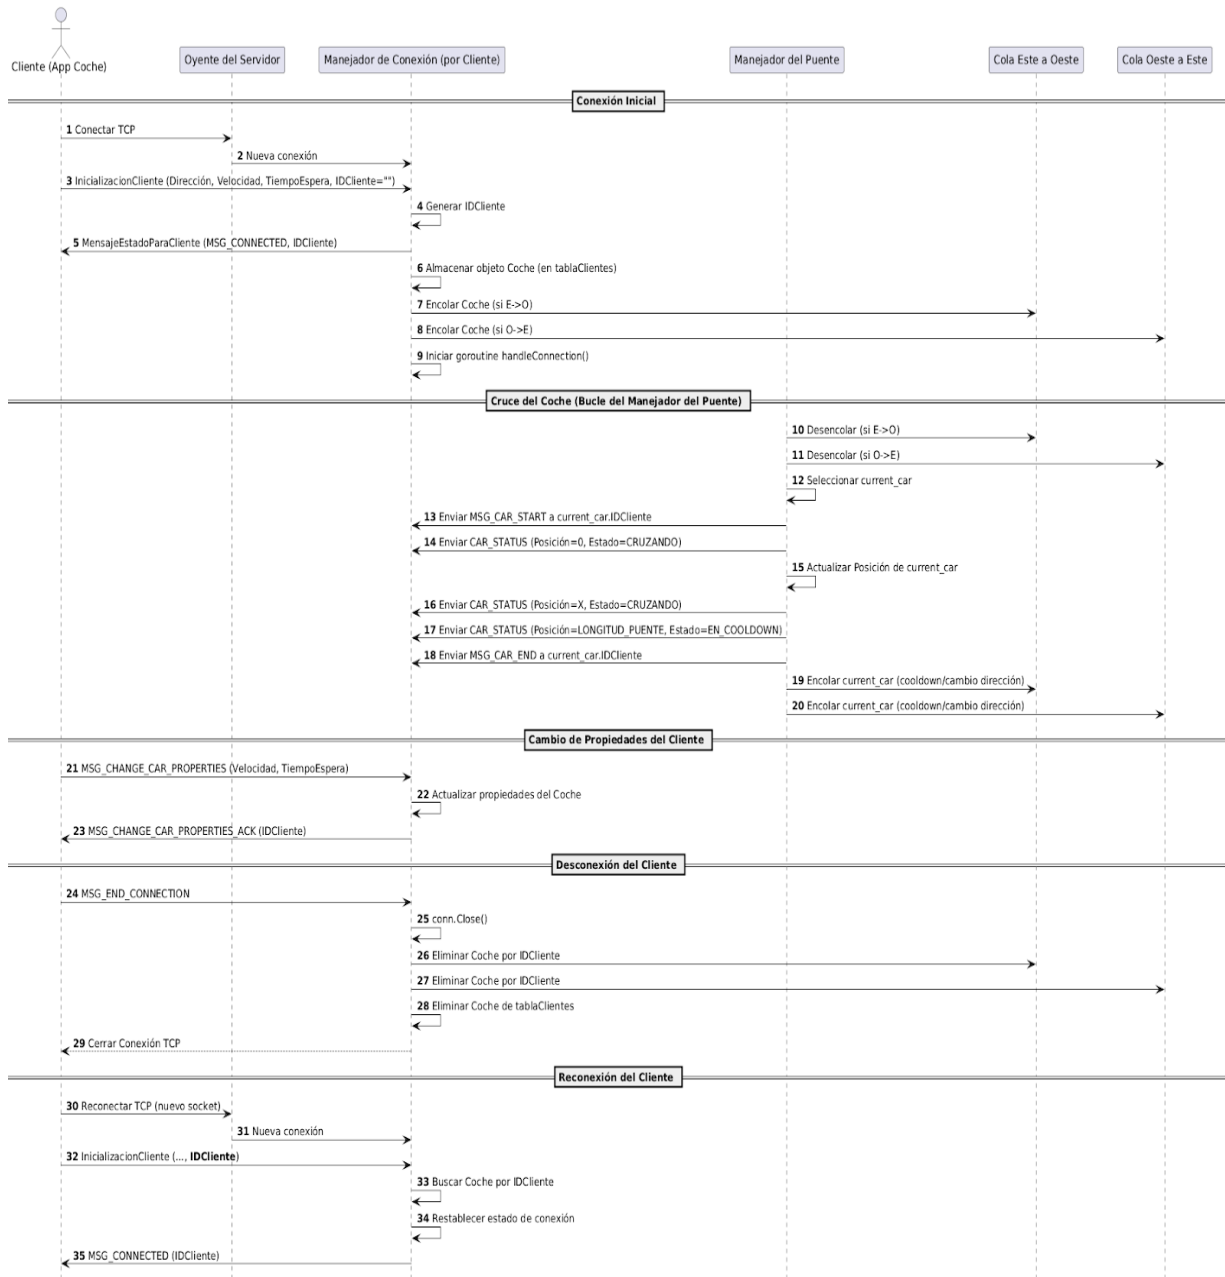 Cliente (App Coche)
Oyente del Servidor
Manejador de Conexión (por Cliente)
Manejador del Puente
Cola Este a Oeste
Cola Oeste a Este
Conexión Inicial
1 Conectar TCP
2 Nueva conexión
3 InicializacionCliente (Dirección, Velocidad, TiempoEspera, IDCliente="")
4 Generar IDCliente
5 MensajeEstadoParaCliente (MSG_CONNECTED, IDCliente)
6 Almacenar objeto Coche (en tablaClientes)
7 Encolar Coche (si E->O)
8 Encolar Coche (si O->E)
9 Iniciar goroutine handleConnection()
Cruce del Coche (Bucle del Manejador del Puente)
10 Desencolar (si E->O)
11 Desencolar (si O->E)
12 Seleccionar current_car
13 Enviar MSG_CAR_START a current_car.IDCliente
14 Enviar CAR_STATUS (Posición=0, Estado=CRUZANDO)
15 Actualizar Posición de current_car
16 Enviar CAR_STATUS (Posición=X, Estado=CRUZANDO)
17 Enviar CAR_STATUS (Posición=LONGITUD_PUENTE, Estado=EN_COOLDOWN)
18 Enviar MSG_CAR_END a current_car.IDCliente
19 Encolar current_car (cooldown/cambio dirección)
20 Encolar current_car (cooldown/cambio dirección)
Cambio de Propiedades del Cliente
21 MSG_CHANGE_CAR_PROPERTIES (Velocidad, TiempoEspera)
22 Actualizar propiedades del Coche
23 MSG_CHANGE_CAR_PROPERTIES_ACK (IDCliente)
Desconexión del Cliente
24 MSG_END_CONNECTION
25 conn.Close()
26 Eliminar Coche por IDCliente
27 Eliminar Coche por IDCliente
28 Eliminar Coche de tablaClientes
29 Cerrar Conexión TCP
Reconexión del Cliente
30 Reconectar TCP (nuevo socket)
31 Nueva conexión
32 InicializacionCliente (..., IDCliente)
33 Buscar Coche por IDCliente
34 Restablecer estado de conexión
35 MSG_CONNECTED (IDCliente)